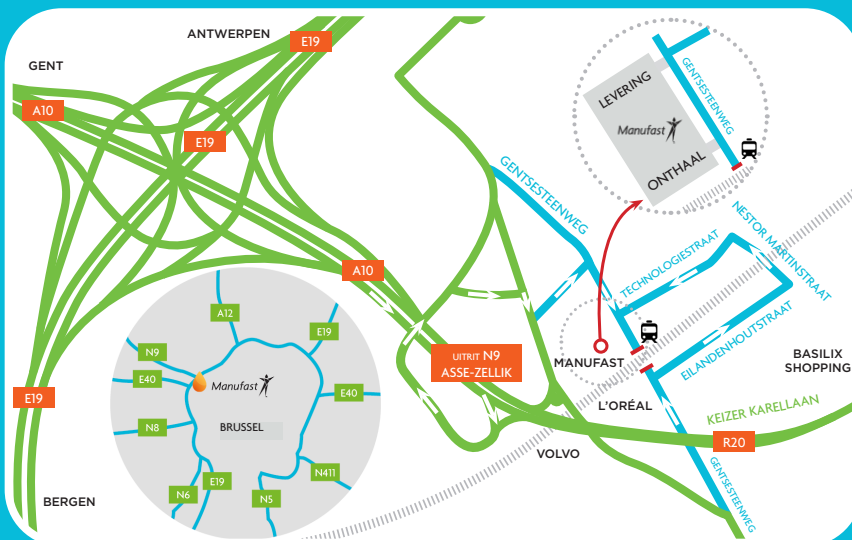 ANTWERPEN
E19
GENT
A10
E19
LEVERING
Manufast
ONTHAAL
GENTSESTEENWEG
GENTSESTEENWEG
NESTOR MARTINSTRAAT
TECHNOLOGIESTRAAT
EILANDENHOUTSTRAAT
A10
A12
E19
N9
E40
Manufast
E40
N8
BRUSSEL
N411
E19
N6
N5
UITRIT N9
ASSE-ZELLIK
MANUFAST
BASILIX
SHOPPING
L'ORÉAL
KEIZER KARELLAAN
R20
VOLVO
GENTSESTEENWEG
E19
BERGEN